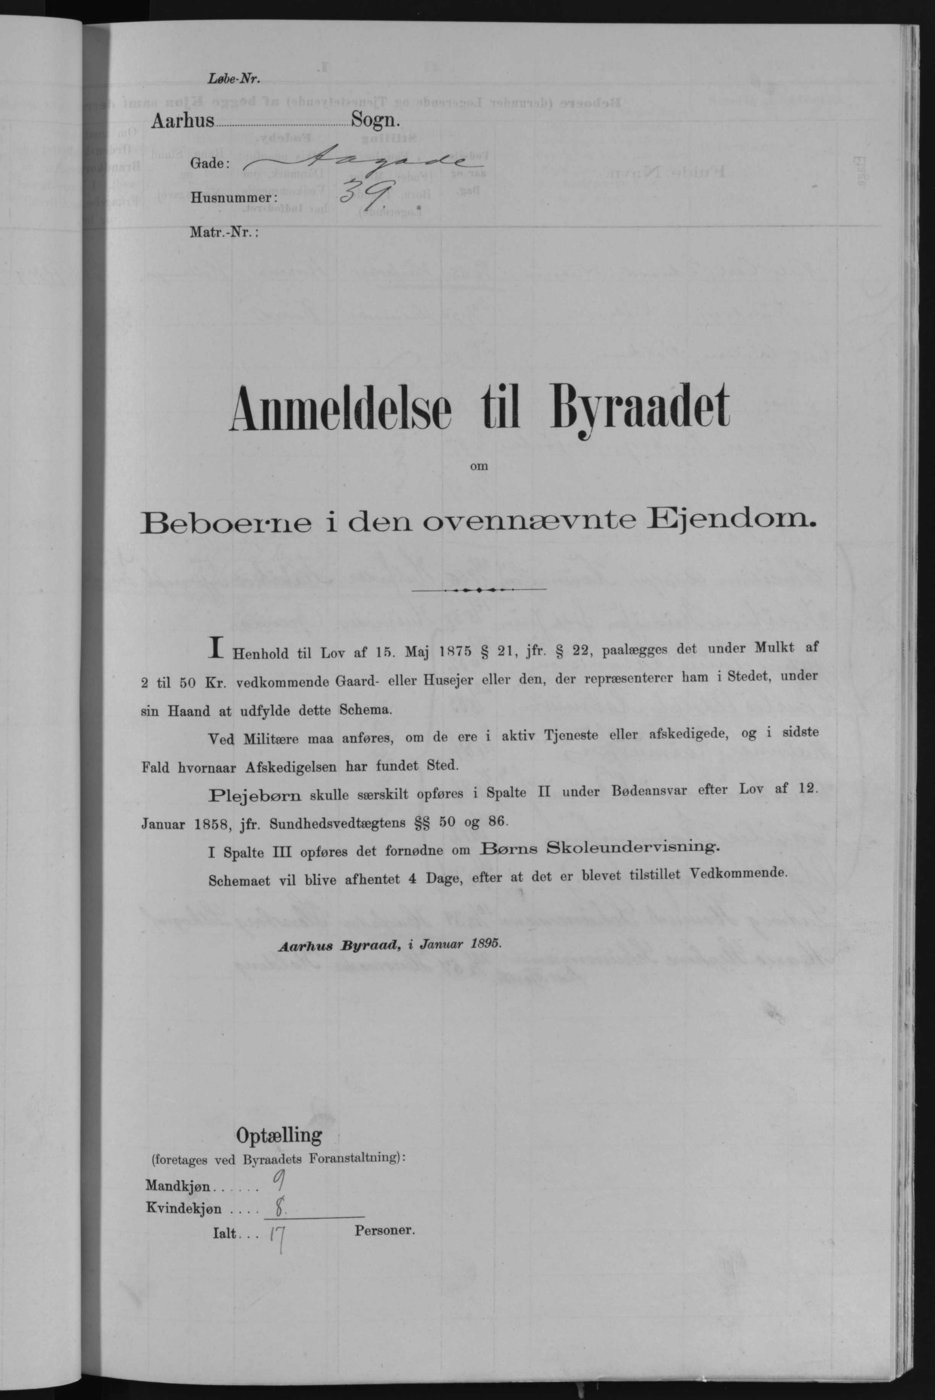 Løbe-Nr.
Aarhus Sogn.
Gade: Aagade
Husnummer: 39.
Matr.-Nr.:
Anmeldelse til Byraadet
om
Beboerne i den ovennævnte Ejendom.
I Henhold til Lov af 15. Maj 1875 § 21, jfr. § 22, paalægges det under Mulkt af
2 til 50 Kr. vedkommende Gaard- eller Husejer eller den, der repræsenterer ham i Stedet, under
sin Haand at udfylde dette Schema.
Ved Militære maa anføres, om de ere i aktiv Tjeneste eller afskedigede, og i sidste
Fald hvornaar Afskedigelsen har fundet Sted.
Plejebørn skulle særskilt opføres i Spalte II under Bødeansvar efter Lov af 12.
Januar 1858, jfr. Sundhedsvedtægtens §§ 50 og 86.
I Spalte III opføres det fornødne om Børns Skoleundervisning.
Schemaet vil blive afhentet 4 Dage, efter at det er blevet tilstillet Vedkommende.
Aarhus Byraad, i Januar 1895.
Optælling
(foretages ved Byraadets Foranstaltning):
Mandkjøn...... 9
Kvindekjøn .... 8.
Ialt... 17 Personer.